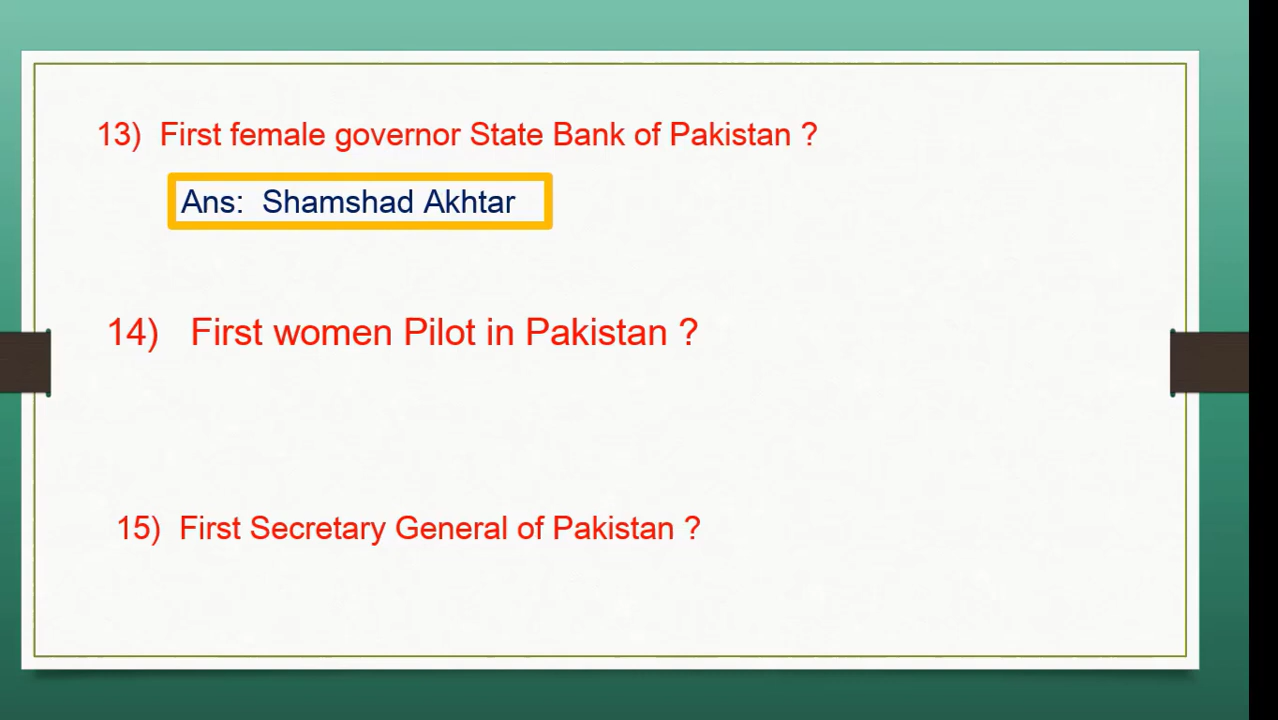 13) First female governor State Bank of Pakistan ?
Ans: Shamshad Akhtar
14) First women Pilot in Pakistan ?
15) First Secretary General of Pakistan ?